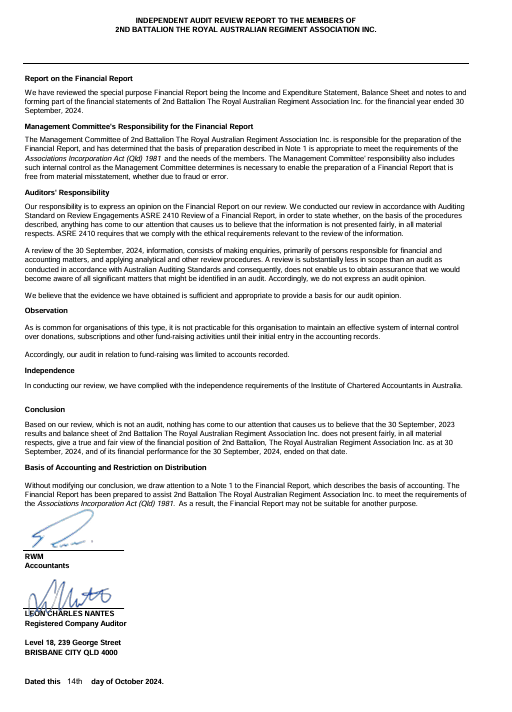 INDEPENDENT AUDIT REVIEW REPORT TO THE MEMBERS OF
2ND BATTALION THE ROYAL AUSTRALIAN REGIMENT ASSOCIATION INC.
Report on the Financial Report
We have reviewed the special purpose Financial Report being the Income and Expenditure Statement, Balance Sheet and notes to and
forming part of the financial statements of 2nd Battalion The Royal Australian Regiment Association Inc. for the financial year ended 30
September, 2024.
Management Committee's Responsibility for the Financial Report
The Management Committee of 2nd Battalion The Royal Australian Regiment Association Inc. is responsible for the preparation of the
Financial Report, and has determined that the basis of preparation described in Note 1 is appropriate to meet the requirements of the
Associations Incorporation Act (Qld) 1981 and the needs of the members. The Management Committee' responsibility also includes
such internal control as the Management Committee determines is necessary to enable the preparation of a Financial Report that is
free from material misstatement, whether due to fraud or error.
Auditors' Responsibility
Our responsibility is to express an opinion on the Financial Report on our review. We conducted our review in accordance with Auditing
Standard on Review Engagements ASRE 2410 Review of a Financial Report, in order to state whether, on the basis of the procedures
described, anything has come to our attention that causes us to believe that the information is not presented fairly, in all material
respects. ASRE 2410 requires that we comply with the ethical requirements relevant to the review of the information.
A review of the 30 September, 2024, information, consists of making enquiries, primarily of persons responsible for financial and
accounting matters, and applying analytical and other review procedures. A review is substantially less in scope than an audit as
conducted in accordance with Australian Auditing Standards and consequently, does not enable us to obtain assurance that we would
become aware of all significant matters that might be identified in an audit. Accordingly, we do not express an audit opinion.
We believe that the evidence we have obtained is sufficient and appropriate to provide a basis for our audit opinion.
Observation
As is common for organisations of this type, it is not practicable for this organisation to maintain an effective system of internal control
over donations, subscriptions and other fund-raising activities until their initial entry in the accounting records.
Accordingly, our audit in relation to fund-raising was limited to accounts recorded.
Independence
In conducting our review, we have complied with the independence requirements of the Institute of Chartered Accountants in Australia.
Conclusion
Based on our review, which is not an audit, nothing has come to our attention that causes us to believe that the 30 September, 2023
results and balance sheet of 2nd Battalion The Royal Australian Regiment Association Inc. does not present fairly, in all material
respects, give a true and fair view of the financial position of 2nd Battalion, The Royal Australian Regiment Association Inc. as at 30
September, 2024, and of its financial performance for the 30 September, 2024, ended on that date.
Basis of Accounting and Restriction on Distribution
Without modifying our conclusion, we draw attention to a Note 1 to the Financial Report, which describes the basis of accounting. The
Financial Report has been prepared to assist 2nd Battalion The Royal Australian Regiment Association Inc. to meet the requirements of
the Associations Incorporation Act (Qld) 1981. As a result, the Financial Report may not be suitable for another purpose.
RWM
Accountants
LEON CHARLES NANTES
Registered Company Auditor
Level 18, 239 George Street
BRISBANE CITY QLD 4000
Dated this 14th day of October 2024.